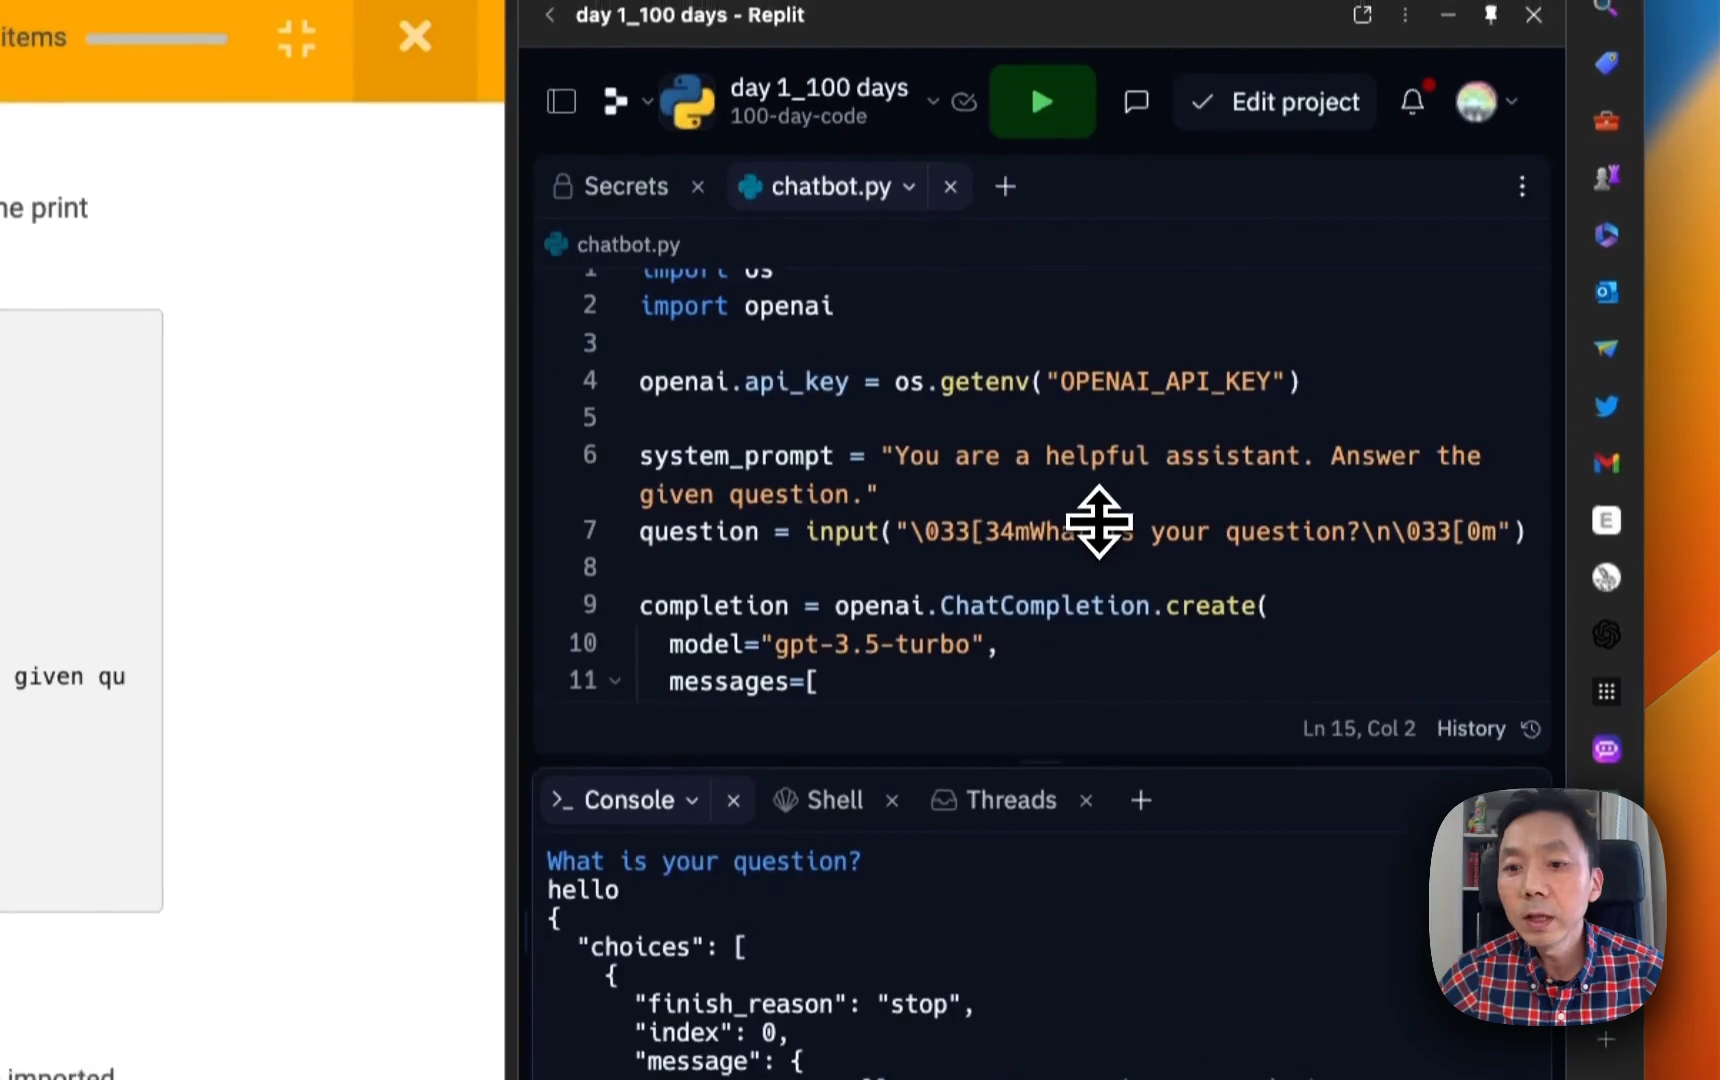 items
day 1_100 days - Replit
day 1_100 days
100-day-code
Edit project
ne print
Secrets
chatbot.py
chatbot.py
1 import os
2 import openai
3
4 openai.api_key = os.getenv("OPENAI_API_KEY")
5
6 system_prompt = "You are a helpful assistant. Answer the
given question."
7 question = input("\033[34mWha s your question?\n\033[0m")
8
9 completion = openai.ChatCompletion.create(
10 model="gpt-3.5-turbo",
11 messages=[
given qu
Ln 15, Col 2 History
>_ Console
Shell
Threads
What is your question?
hello
{
"choices": [
{
"finish_reason": "stop",
"index": 0,
"message": {
imported
E